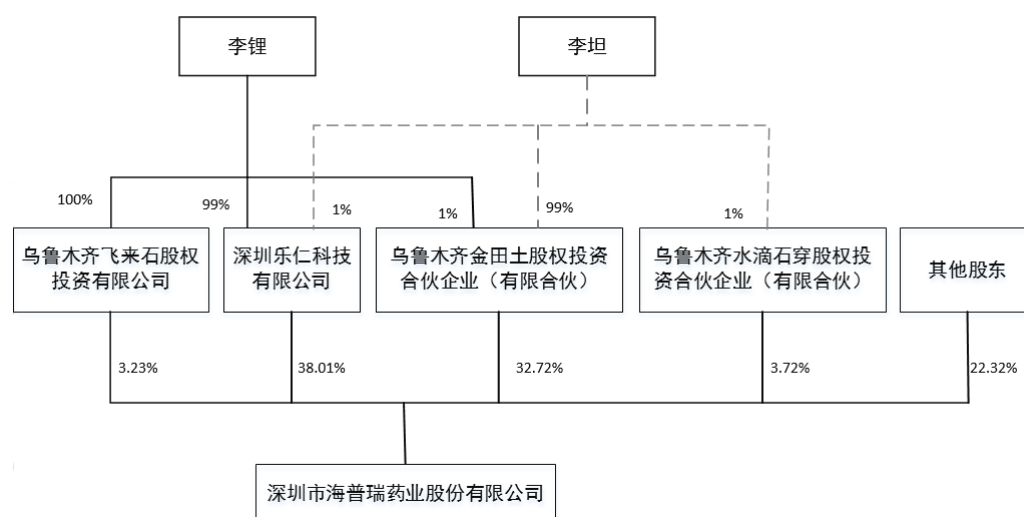 李锂
李坦
100%
99%
1%
1%
99%
1%
乌鲁木齐飞来石股权
投资有限公司
深圳乐仁科技
有限公司
乌鲁木齐金田土股权投资
合伙企业（有限合伙）
乌鲁木齐水滴石穿股权投
资合伙企业（有限合伙）
其他股东
3.23%
38.01%
32.72%
3.72%
22.32%
深圳市海普瑞药业股份有限公司